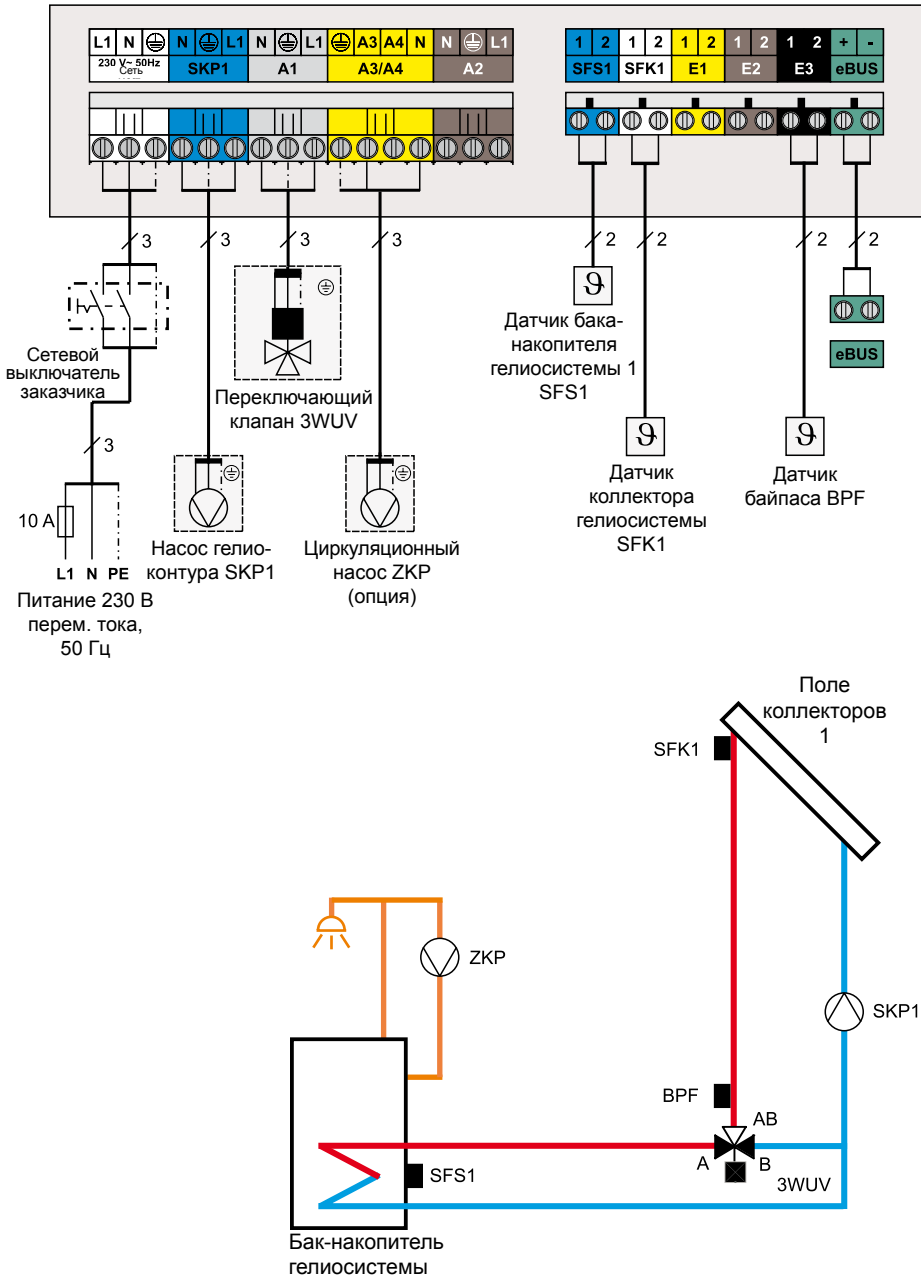 L1 N N L1 N L1 A3 A4 N N L1
230 V~ 50Hz
Сеть
SKP1 A1 A3/A4 A2
1 2 1 2 1 2 1 2 1 2 + -
SFS1 SFK1 E1 E2 E3 eBUS
3 3 3 3 2 2 2 2
Сетевой
выключатель
заказчика
3
10 A
L1 N PE
Питание 230 В
перем. тока,
50 Гц
Насос гелио-
контура SKP1
Переключающий
клапан 3WUV
Циркуляционный
насос ZKP
(опция)
ϑ
Датчик бака-
накопителя
гелиосистемы 1
SFS1
ϑ
Датчик
коллектора
гелиосистемы
SFK1
ϑ
Датчик
байпаса BPF
eBUS
Поле
коллекторов
1
SFK1
ZKP
SKP1
BPF
AB
A B
3WUV
SFS1
Бак-накопитель
гелиосистемы